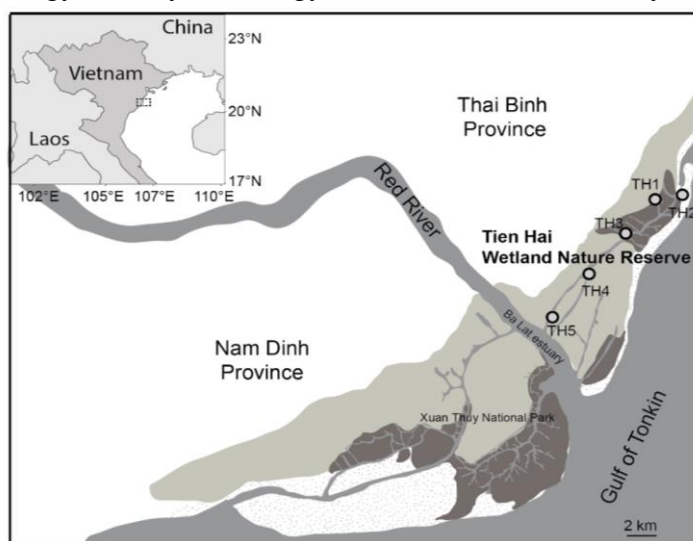 China
23°N
Vietnam
20°N
Laos
17°N
102°E
105°E
107°E
110°E
Thai Binh
Province
Red River
TH1
TH2
TH3
Tien Hai
Wetland Nature Reserve
TH4
TH5
Ba Lat estuary
Nam Dinh
Province
Xuan Thuy National Park
Gulf of Tonkin
2 km